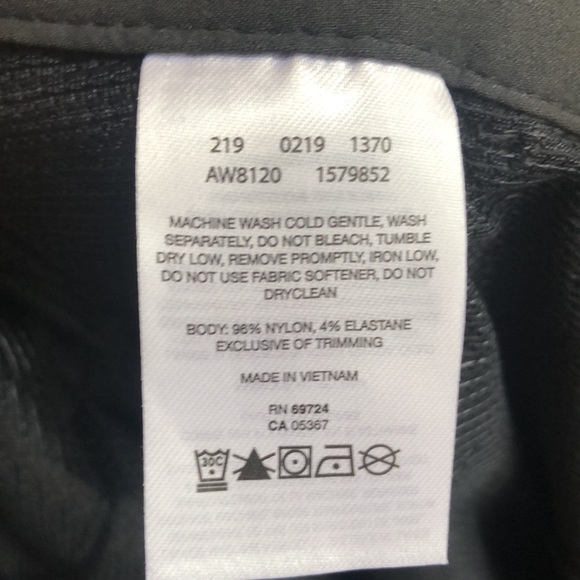 219 0219 1370
AW8120 1579852
MACHINE WASH COLD GENTLE, WASH
SEPARATELY, DO NOT BLEACH, TUMBLE
DRY LOW, REMOVE PROMPTLY, IRON LOW,
DO NOT USE FABRIC SOFTENER, DO NOT
DRYCLEAN
BODY: 96% NYLON, 4% ELASTANE
EXCLUSIVE OF TRIMMING
MADE IN VIETNAM
RN 69724
CA 05367
30C